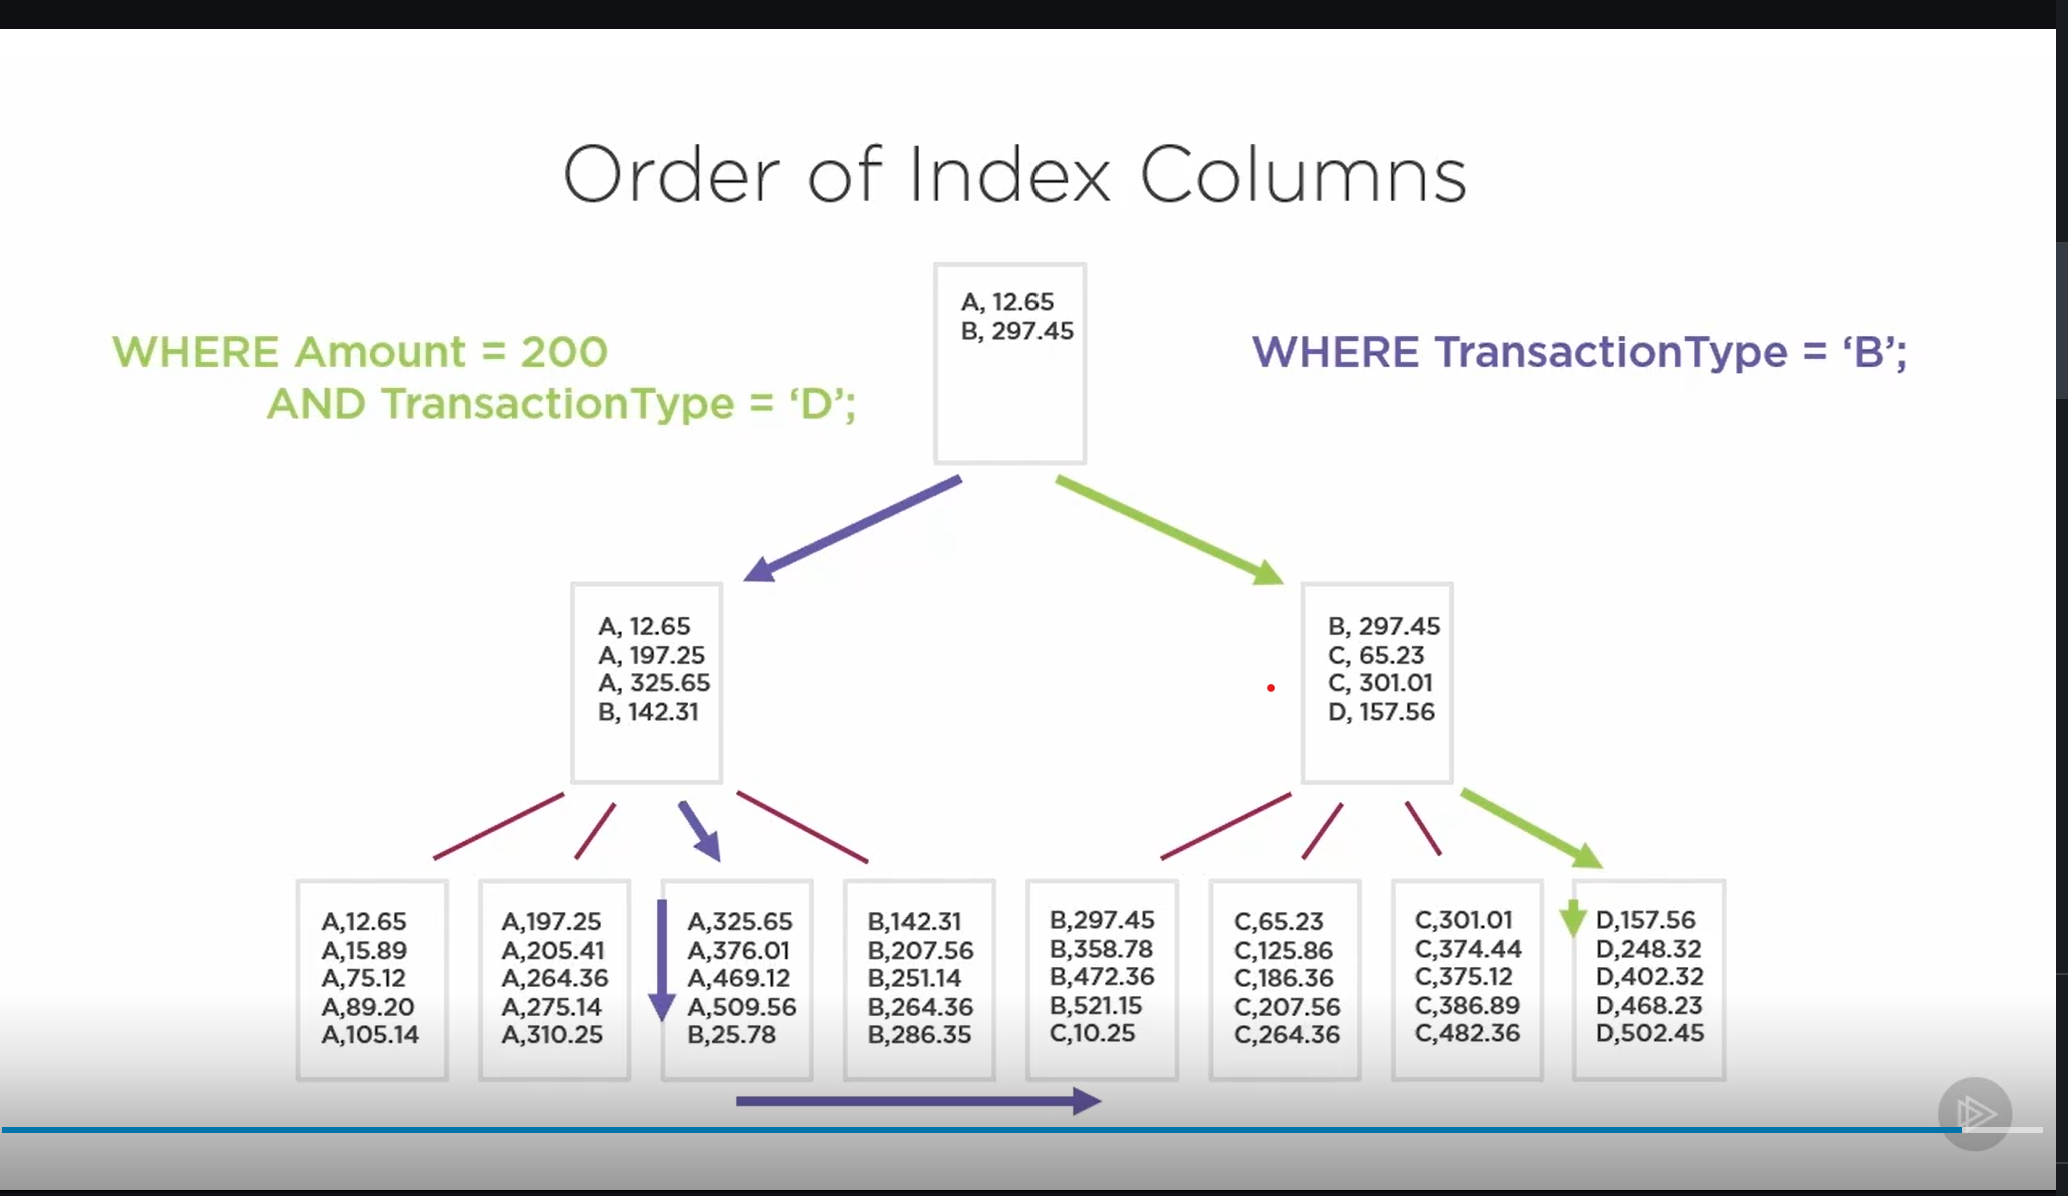 Order of Index Columns
A, 12.65
B, 297.45
WHERE Amount = 200
AND TransactionType = ‘D’;
WHERE TransactionType = ‘B’;
A, 12.65
A, 197.25
A, 325.65
B, 142.31
B, 297.45
C, 65.23
C, 301.01
D, 157.56
A,12.65
A,15.89
A,75.12
A,89.20
A,105.14
A,197.25
A,205.41
A,264.36
A,275.14
A,310.25
A,325.65
A,376.01
A,469.12
A,509.56
B,25.78
B,142.31
B,207.56
B,251.14
B,264.36
B,286.35
B,297.45
B,358.78
B,472.36
B,521.15
C,10.25
C,65.23
C,125.86
C,186.36
C,207.56
C,264.36
C,301.01
C,374.44
C,375.12
C,386.89
C,482.36
D,157.56
D,248.32
D,402.32
D,468.23
D,502.45